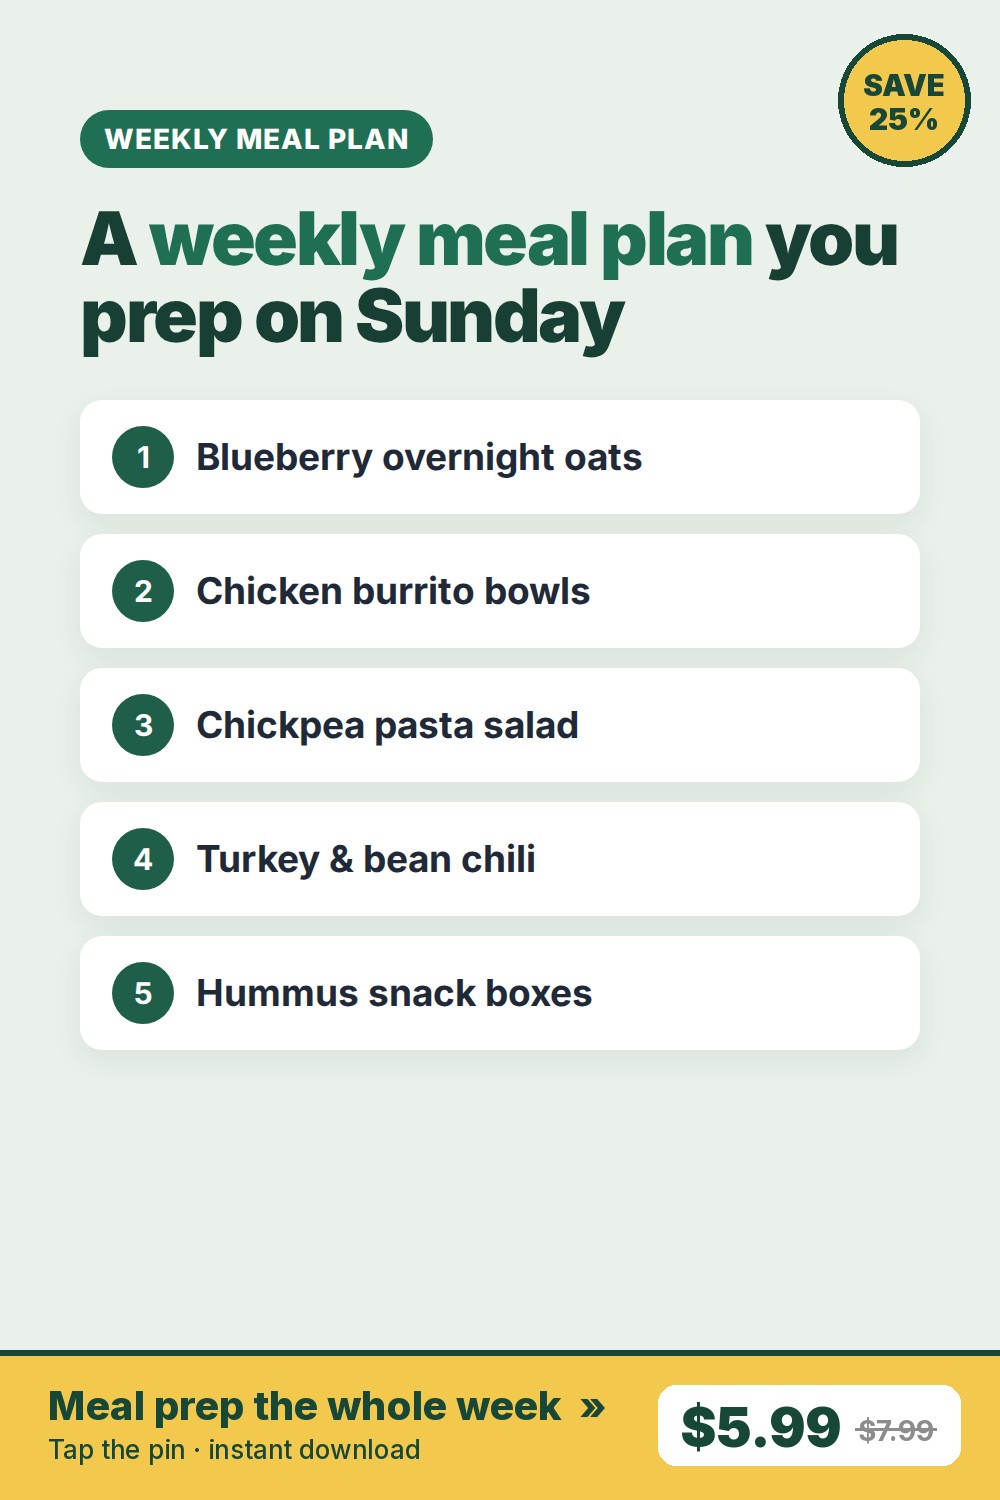 SAVE
25%
WEEKLY MEAL PLAN
A weekly meal plan you
prep on Sunday
1 Blueberry overnight oats
2 Chicken burrito bowls
3 Chickpea pasta salad
4 Turkey & bean chili
5 Hummus snack boxes
Meal prep the whole week »
Tap the pin · instant download
$5.99 $7.99